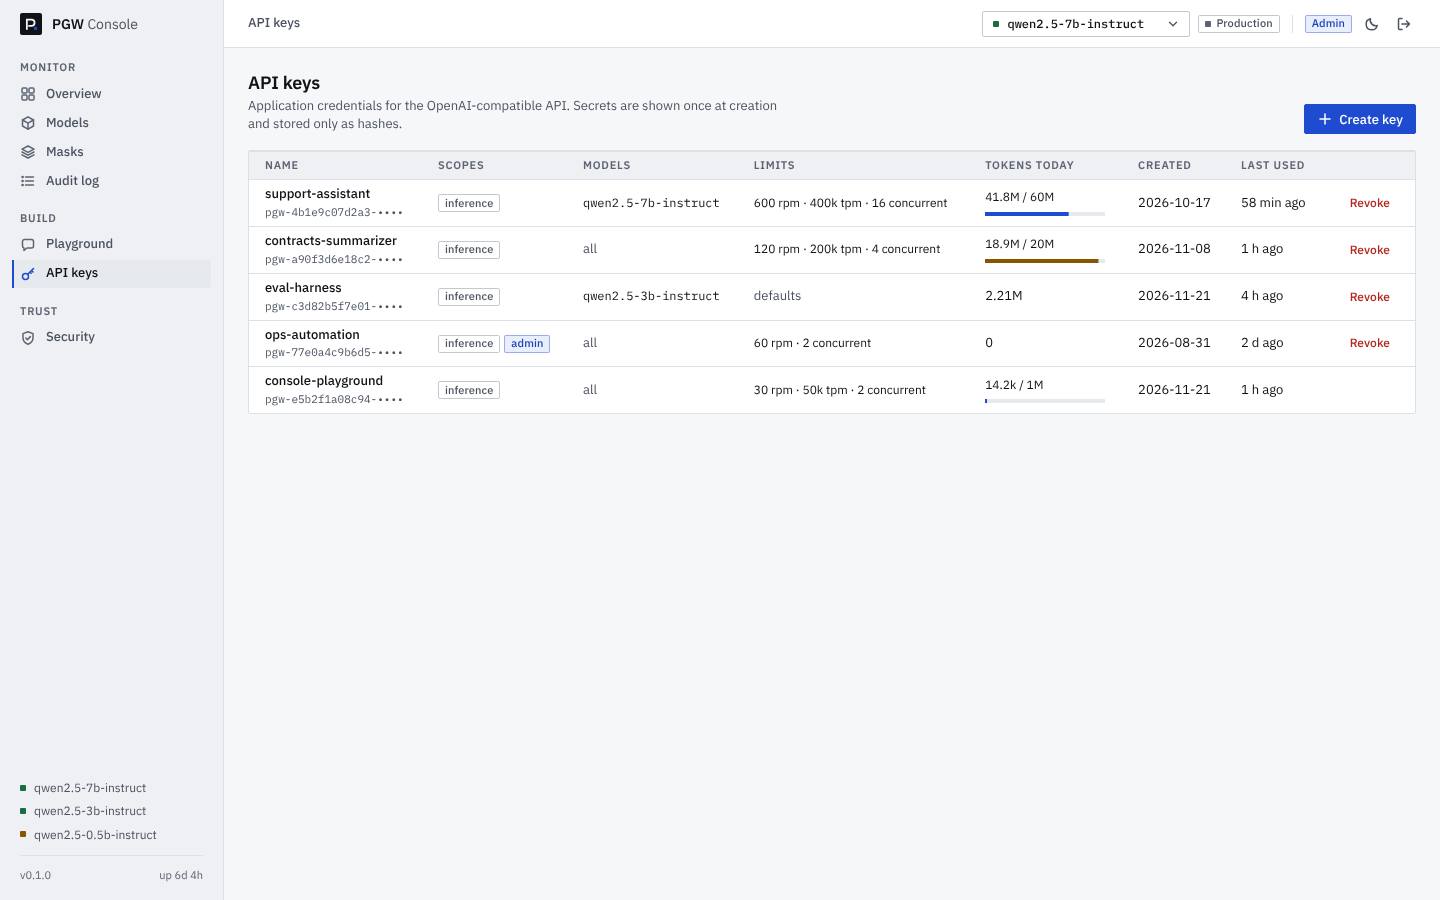 P.
PGW Console
MONITOR
Overview
Models
Masks
Audit log
BUILD
Playground
API keys
TRUST
Security
qwen2.5-7b-instruct
qwen2.5-3b-instruct
qwen2.5-0.5b-instruct
v0.1.0 up 6d 4h
API keys
qwen2.5-7b-instruct
Production
Admin
API keys
Application credentials for the OpenAI-compatible API. Secrets are shown once at creation
and stored only as hashes.
Create key
NAME SCOPES MODELS LIMITS TOKENS TODAY CREATED LAST USED
support-assistant
pgw-4b1e9c07d2a3-••••
inference qwen2.5-7b-instruct 600 rpm · 400k tpm · 16 concurrent 41.8M / 60M 2026-10-17 58 min ago Revoke
contracts-summarizer
pgw-a90f3d6e18c2-••••
inference all 120 rpm · 200k tpm · 4 concurrent 18.9M / 20M 2026-11-08 1 h ago Revoke
eval-harness
pgw-c3d82b5f7e01-••••
inference qwen2.5-3b-instruct defaults 2.21M 2026-11-21 4 h ago Revoke
ops-automation
pgw-77e0a4c9b6d5-••••
inference admin all 60 rpm · 2 concurrent 0 2026-08-31 2 d ago Revoke
console-playground
pgw-e5b2f1a08c94-••••
inference all 30 rpm · 50k tpm · 2 concurrent 14.2k / 1M 2026-11-21 1 h ago